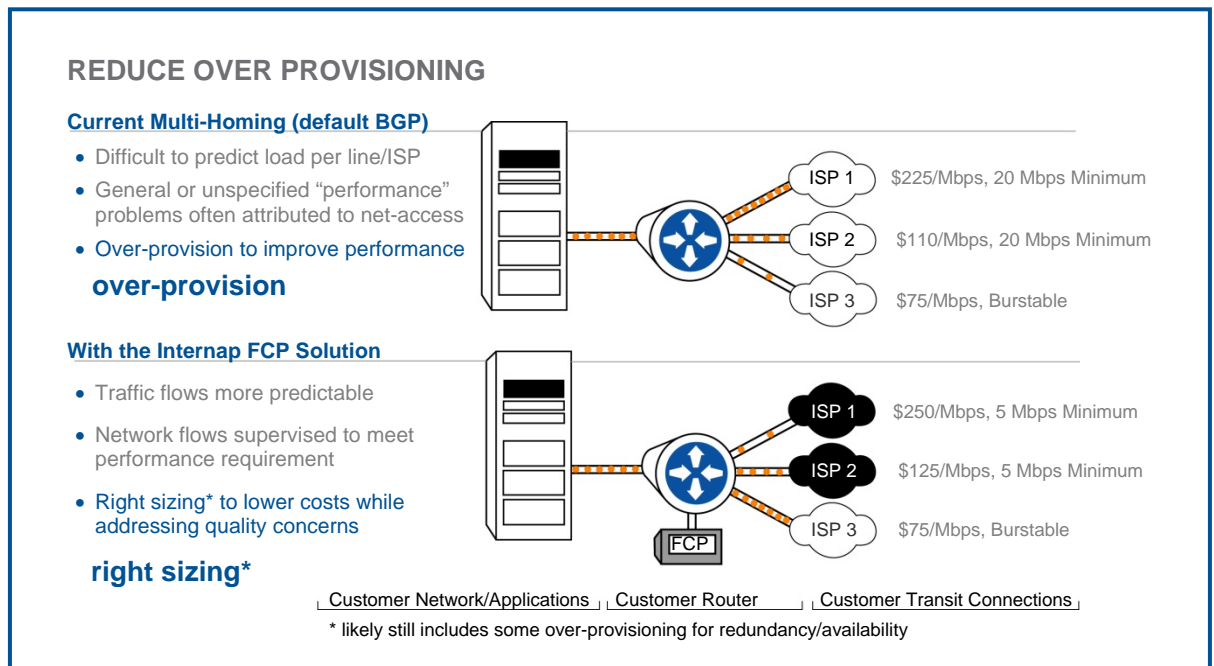 REDUCE OVER PROVISIONING
Current Multi-Homing (default BGP)
• Difficult to predict load per line/ISP
• General or unspecified “performance”
problems often attributed to net-access
• Over-provision to improve performance
over-provision
ISP 1
$225/Mbps, 20 Mbps Minimum
ISP 2
$110/Mbps, 20 Mbps Minimum
ISP 3
$75/Mbps, Burstable
With the Internap FCP Solution
• Traffic flows more predictable
• Network flows supervised to meet
performance requirement
• Right sizing* to lower costs while
addressing quality concerns
right sizing*
ISP 1
$250/Mbps, 5 Mbps Minimum
ISP 2
$125/Mbps, 5 Mbps Minimum
ISP 3
$75/Mbps, Burstable
FCP
Customer Network/Applications
Customer Router
Customer Transit Connections
* likely still includes some over-provisioning for redundancy/availability